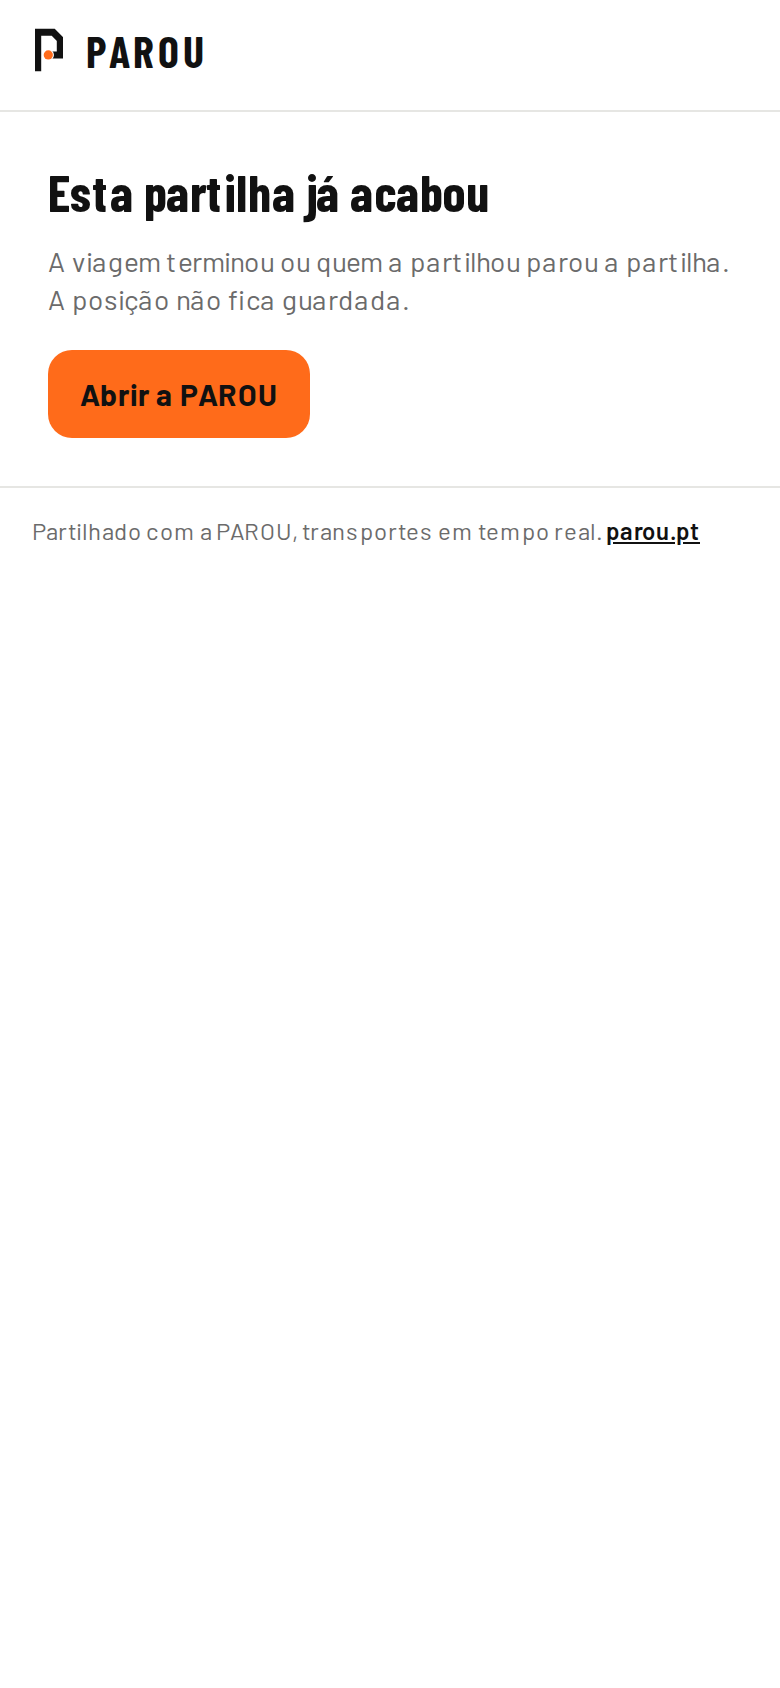 PAROU
Esta partilha já acabou
A viagem terminou ou quem a partilhou parou a partilha.
A posição não fica guardada.
Abrir a PAROU
Partilhado com a PAROU, transportes em tempo real. parou.pt